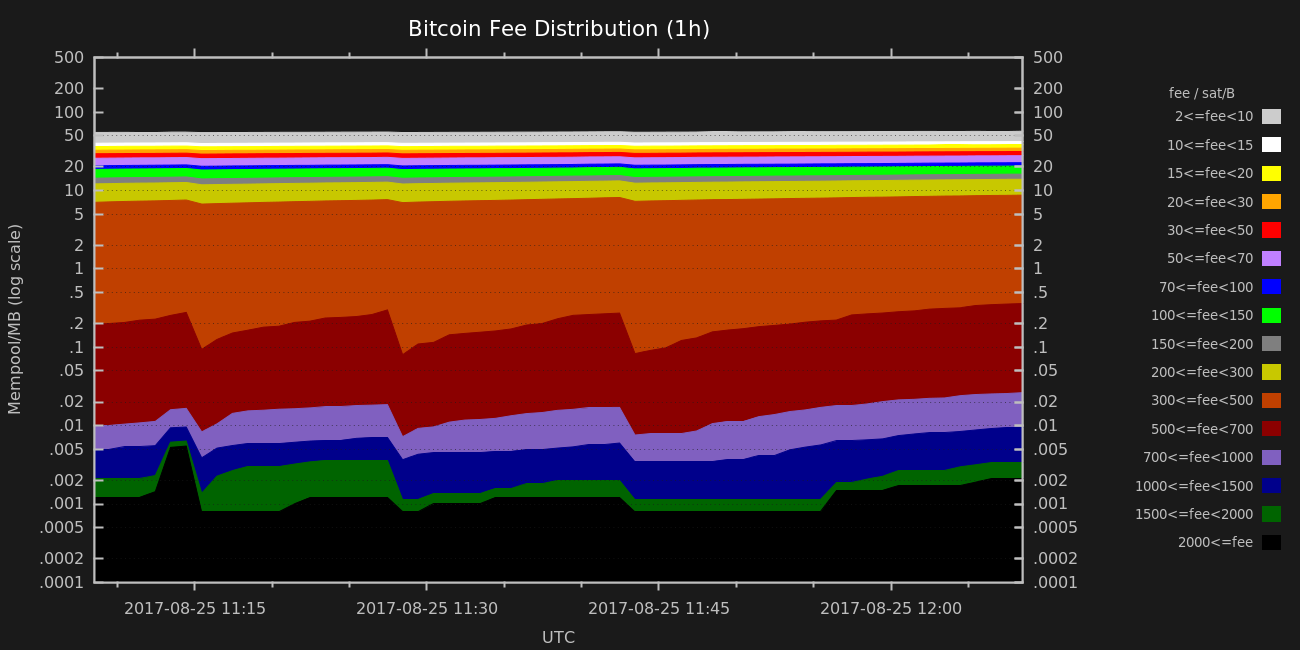 Bitcoin Fee Distribution (1h)
500
200
100
50
20
10
5
2
1
.5
.2
.1
.05
.02
.01
.005
.002
.001
.0005
.0002
.0001
Mempool/MB (log scale)
500
200
100
50
20
10
5
2
1
.5
.2
.1
.05
.02
.01
.005
.002
.001
.0005
.0002
.0001
fee / sat/B
2<=fee<10
10<=fee<15
15<=fee<20
20<=fee<30
30<=fee<50
50<=fee<70
70<=fee<100
100<=fee<150
150<=fee<200
200<=fee<300
300<=fee<500
500<=fee<700
700<=fee<1000
1000<=fee<1500
1500<=fee<2000
2000<=fee
2017-08-25 11:15
2017-08-25 11:30
2017-08-25 11:45
2017-08-25 12:00
UTC